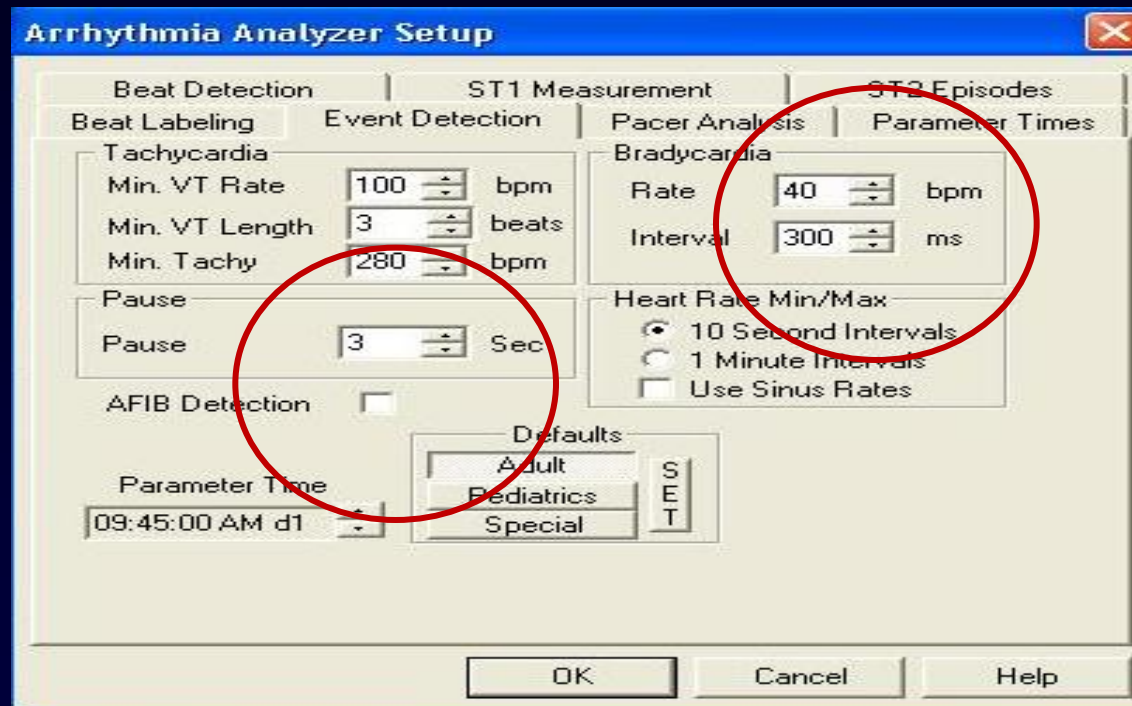 Arrhythmia Analyzer Setup
Beat Detection ST1 Measurement ST2 Episodes
Beat Labeling Event Detection Pacer Analysis Parameter Times
Tachycardia
Min. VT Rate 100 bpm
Min. VT Length 3 beats
Min. Tachy 280 bpm
Bradycardia
Rate 40 bpm
Interval 300 ms
Pause
Pause 3 Sec
Heart Rate Min/Max
10 Second Intervals
1 Minute Intervals
Use Sinus Rates
AFIB Detection
Parameter Time
09:45:00 AM d1
Defaults
Adult
Pediatrics
Special
SET
OK Cancel Help